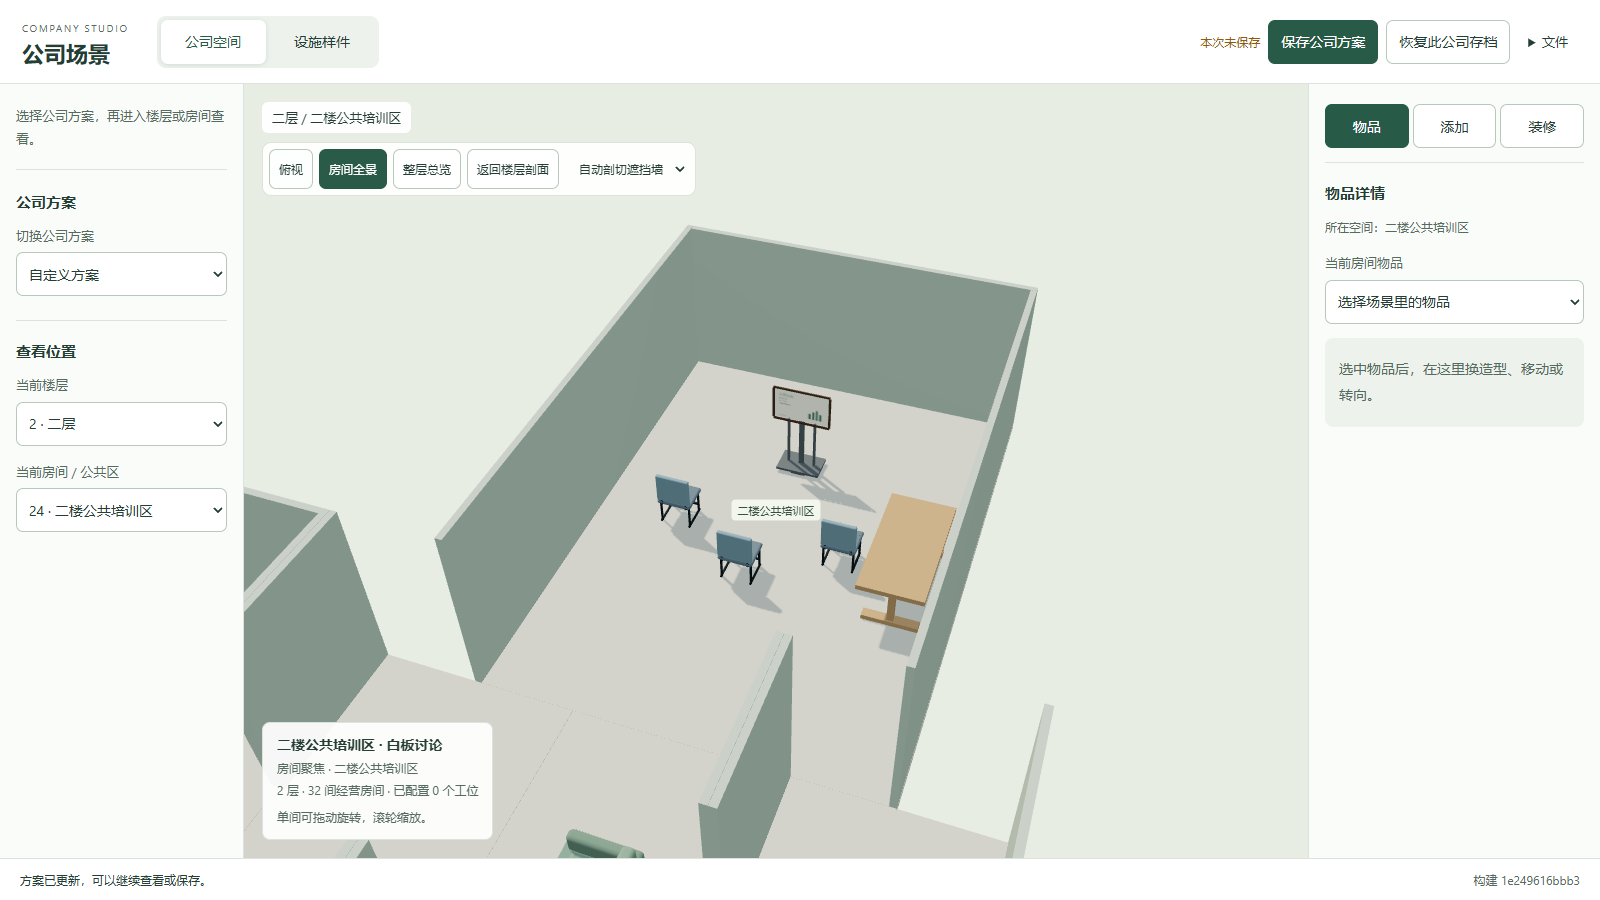 COMPANY STUDIO
公司场景
公司空间
设施样件
本次未保存
保存公司方案
恢复此公司存档
▶ 文件
选择公司方案，再进入楼层或房间查
看。
公司方案
切换公司方案
自定义方案
查看位置
当前楼层
2 · 二层
当前房间 / 公共区
24 · 二楼公共培训区
二层 / 二楼公共培训区
俯视
房间全景
整层总览
返回楼层剖面
自动剖切遮挡墙
二楼公共培训区
二楼公共培训区 · 白板讨论
房间聚焦 · 二楼公共培训区
2 层 · 32 间经营房间 · 已配置 0 个工位
单间可拖动旋转，滚轮缩放。
物品
添加
装修
物品详情
所在空间：二楼公共培训区
当前房间物品
选择场景里的物品
选中物品后，在这里换造型、移动或
转向。
方案已更新，可以继续查看或保存。
构建 1e249616bbb3